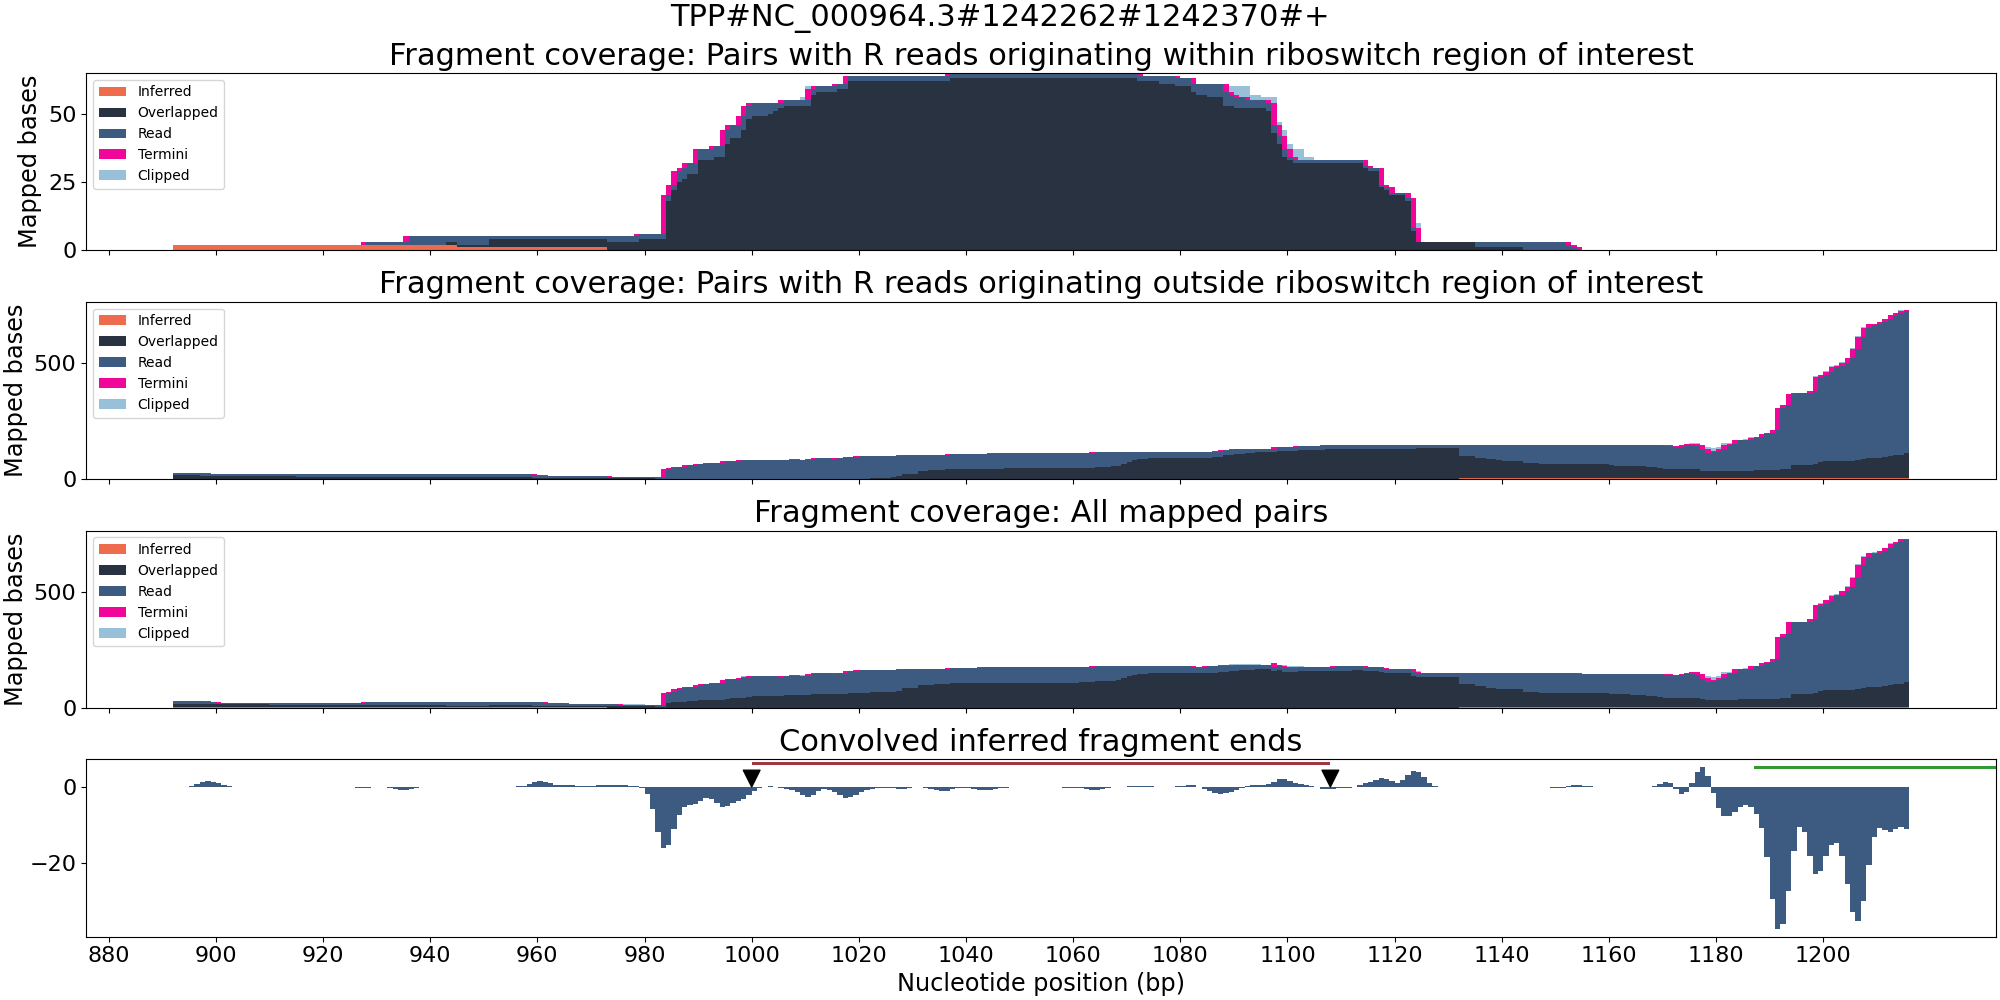 TPP#NC_000964.3#1242262#1242370#+
Fragment coverage: Pairs with R reads originating within riboswitch region of interest
Mapped bases
50
25
0
Inferred
Overlapped
Read
Termini
Clipped
Fragment coverage: Pairs with R reads originating outside riboswitch region of interest
Mapped bases
500
0
Inferred
Overlapped
Read
Termini
Clipped
Fragment coverage: All mapped pairs
Mapped bases
500
0
Inferred
Overlapped
Read
Termini
Clipped
Convolved inferred fragment ends
0
−20
880 900 920 940 960 980 1000 1020 1040 1060 1080 1100 1120 1140 1160 1180 1200
Nucleotide position (bp)